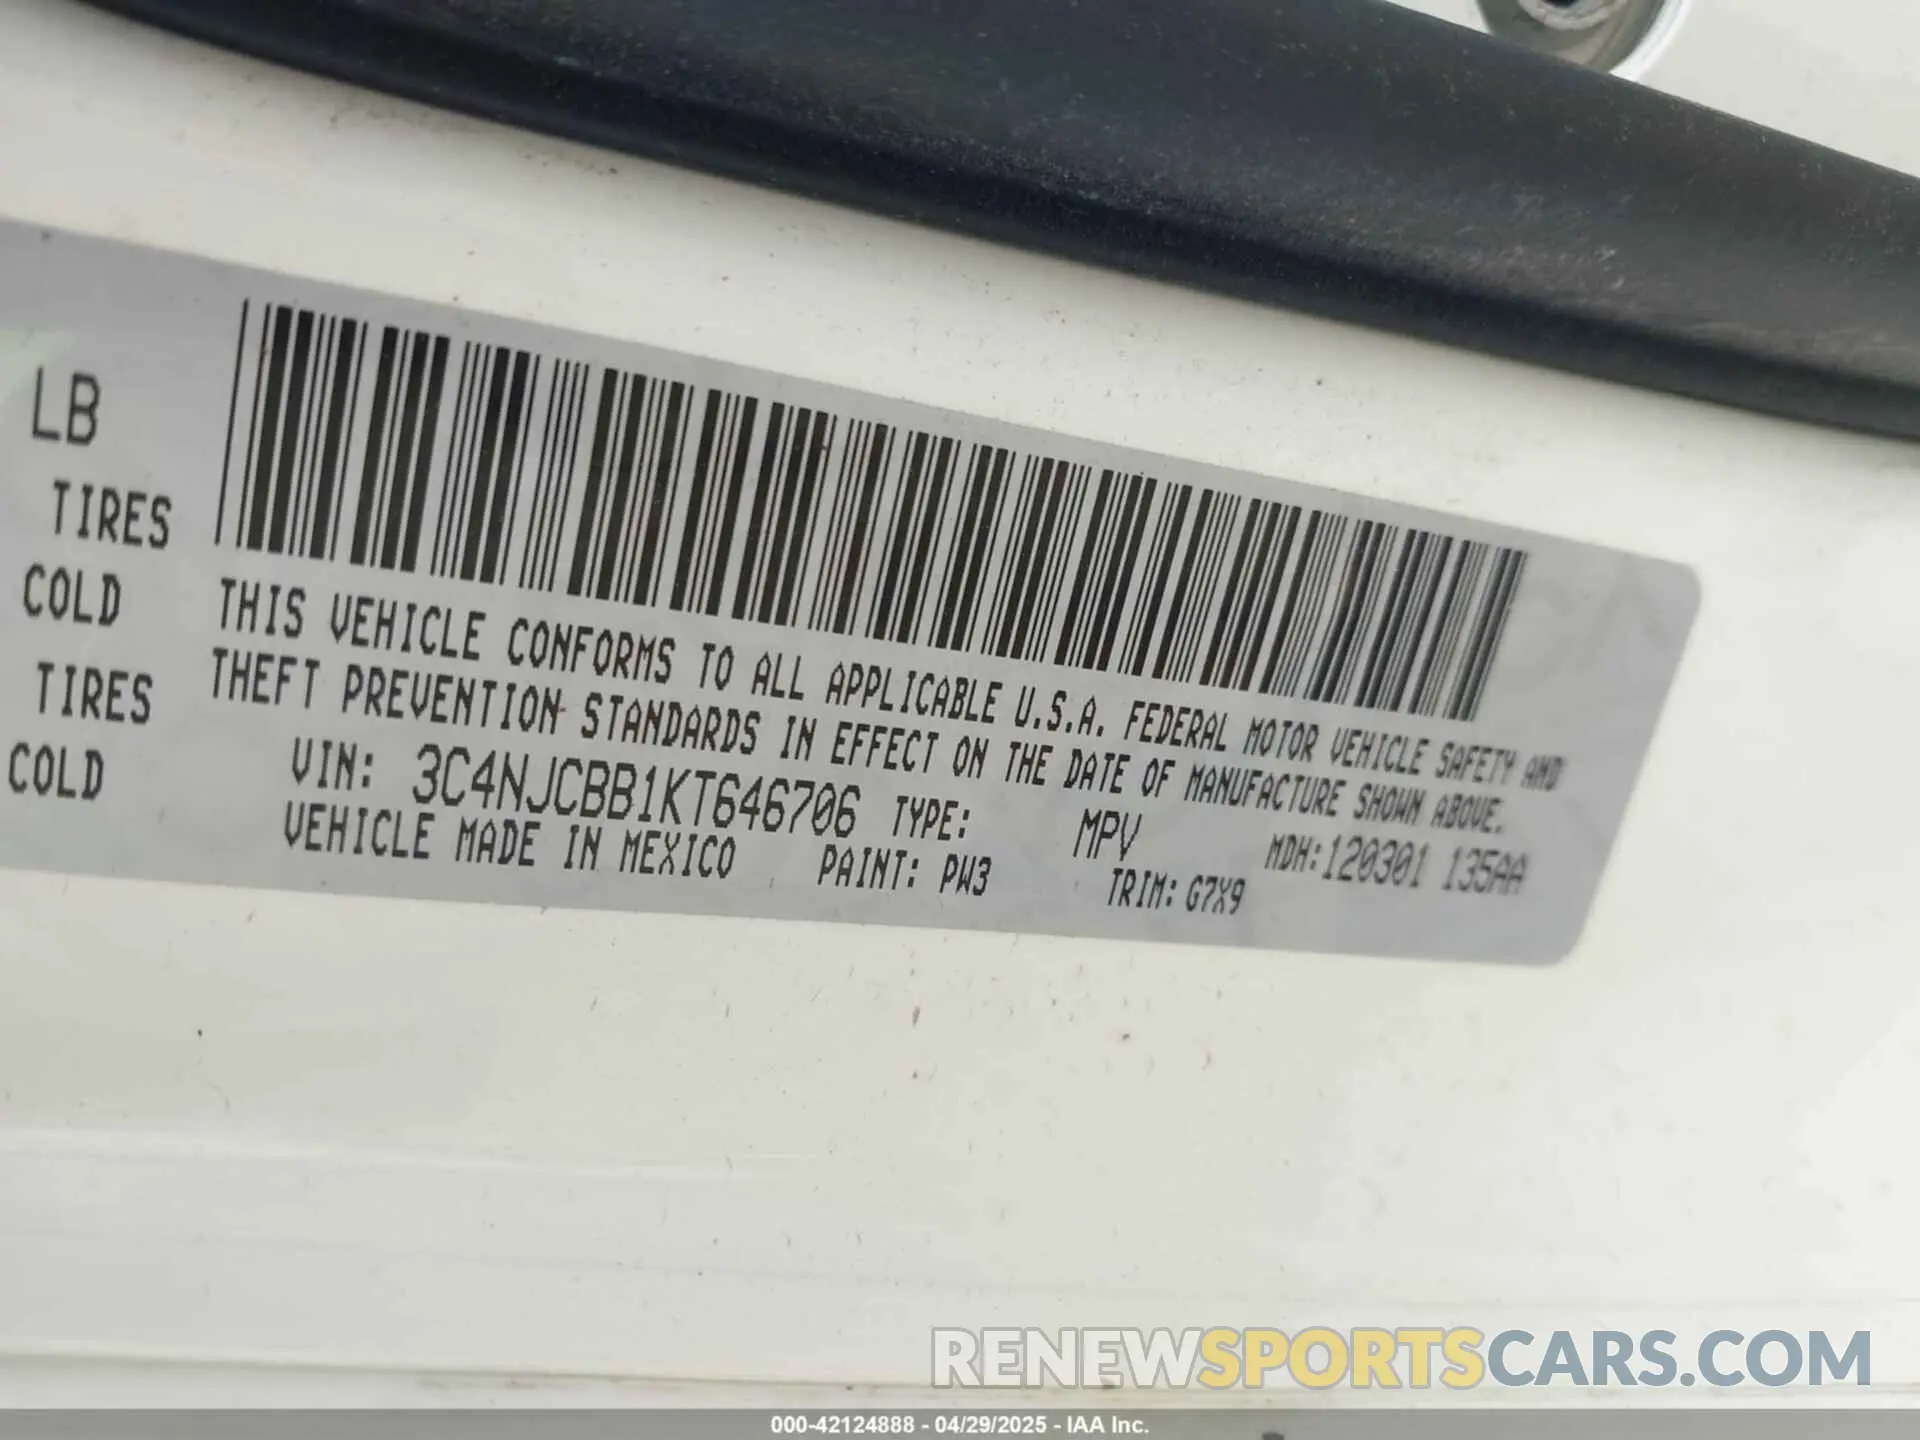 LB
TIRES
COLD
TIRES
COLD
THIS VEHICLE CONFORMS TO ALL APPLICABLE U.S.A. FEDERAL MOTOR VEHICLE SAFETY AND
THEFT PREVENTION STANDARDS IN EFFECT ON THE DATE OF MANUFACTURE SHOWN ABOVE.
VIN: 3C4NJCBB1KT646706 TYPE: MPV MDH:120301 135AA
VEHICLE MADE IN MEXICO PAINT: PW3 TRIM: G7X9
RENEWSPORTSCARS.COM
000-42124888 - 04/29/2025 - IAA Inc.